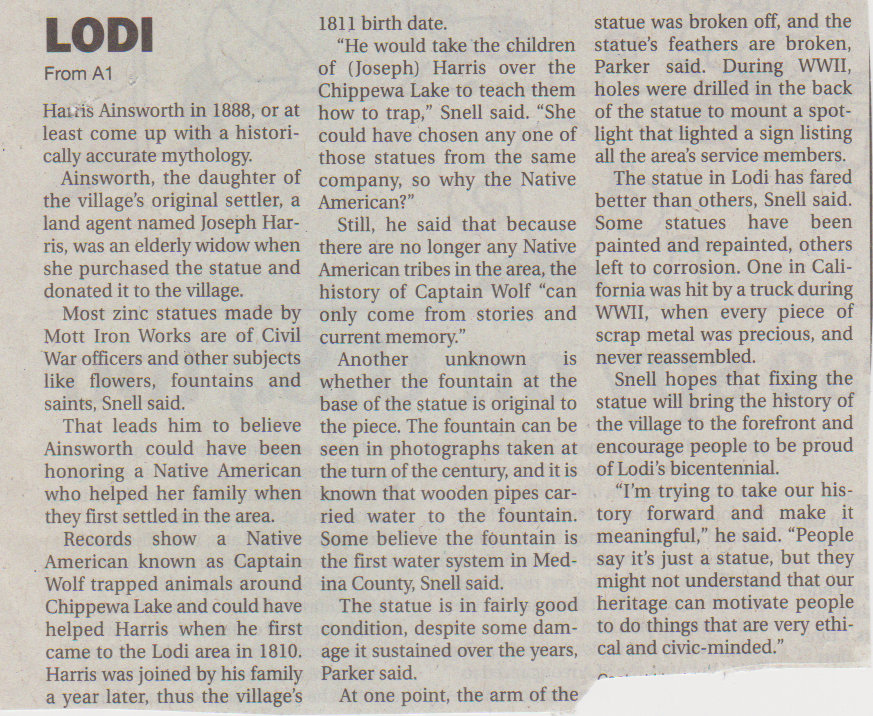 LODI
From A1
Harris Ainsworth in 1888, or at
least come up with a histori-
cally accurate mythology.
Ainsworth, the daughter of
the village's original settler, a
land agent named Joseph Har-
ris, was an elderly widow when
she purchased the statue and
donated it to the village.
Most zinc statues made by
Mott Iron Works are of Civil
War officers and other subjects
like flowers, fountains and
saints, Snell said.
That leads him to believe
Ainsworth could have been
honoring a Native American
who helped her family when
they first settled in the area.
Records show a Native
American known as Captain
Wolf trapped animals around
Chippewa Lake and could have
helped Harris when he first
came to the Lodi area in 1810.
Harris was joined by his family
a year later, thus the village's
1811 birth date.
“He would take the children
of (Joseph) Harris over the
Chippewa Lake to teach them
how to trap,” Snell said. “She
could have chosen any one of
those statues from the same
company, so why the Native
American?”
Still, he said that because
there are no longer any Native
American tribes in the area, the
history of Captain Wolf “can
only come from stories and
current memory.”
Another unknown is
whether the fountain at the
base of the statue is original to
the piece. The fountain can be
seen in photographs taken at
the turn of the century, and it is
known that wooden pipes car-
ried water to the fountain.
Some believe the fountain is
the first water system in Med-
ina County, Snell said.
The statue is in fairly good
condition, despite some dam-
age it sustained over the years,
Parker said.
At one point, the arm of the
statue was broken off, and the
statue's feathers are broken,
Parker said. During WWII,
holes were drilled in the back
of the statue to mount a spot-
light that lighted a sign listing
all the area's service members.
The statue in Lodi has fared
better than others, Snell said.
Some statues have been
painted and repainted, others
left to corrosion. One in Cali-
fornia was hit by a truck during
WWII, when every piece of
scrap metal was precious, and
never reassembled.
Snell hopes that fixing the
statue will bring the history of
the village to the forefront and
encourage people to be proud
of Lodi's bicentennial.
“I'm trying to take our his-
tory forward and make it
meaningful,” he said. “People
say it's just a statue, but they
might not understand that our
heritage can motivate people
to do things that are very ethi-
cal and civic-minded.”